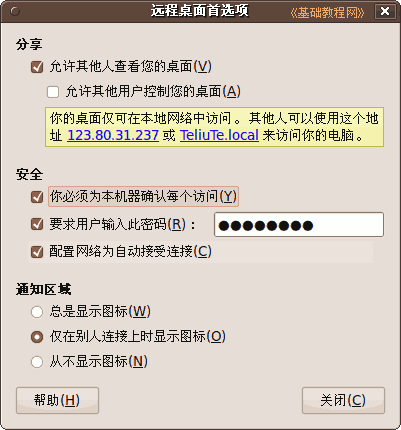 远程桌面首选项 《基础教程网》
分享
允许其他人查看您的桌面(V)
允许其他用户控制您的桌面(A)
你的桌面仅可在本地网络中访问。其他人可以使用这个地
址 123.80.31.237 或 TeliuTe.local 来访问你的电脑。
安全
你必须为本机器确认每个访问(Y)
要求用户输入此密码(R)： ●●●●●●●●
配置网络为自动接受连接(C)
通知区域
总是显示图标(W)
仅在别人连接上时显示图标(O)
从不显示图标(N)
帮助(H) 关闭(C)